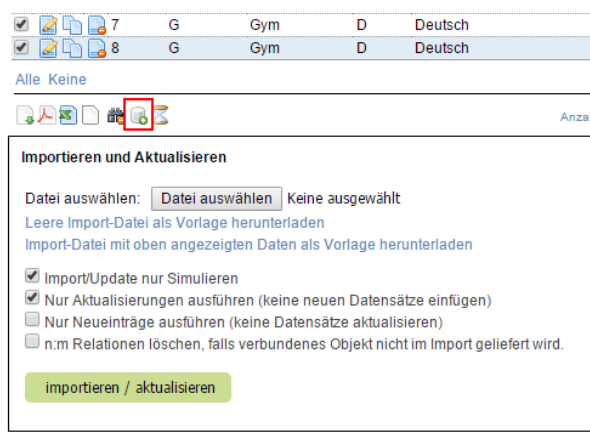 7 G Gym D Deutsch
8 G Gym D Deutsch
Alle Keine
Importieren und Aktualisieren
Datei auswählen: Datei auswählen Keine ausgewählt
Leere Import-Datei als Vorlage herunterladen
Import-Datei mit oben angezeigten Daten als Vorlage herunterladen
Import/Update nur Simulieren
Nur Aktualisierungen ausführen (keine neuen Datensätze einfügen)
Nur Neueinträge ausführen (keine Datensätze aktualisieren)
n:m Relationen löschen, falls verbundenes Objekt nicht im Import geliefert wird.
importieren / aktualisieren